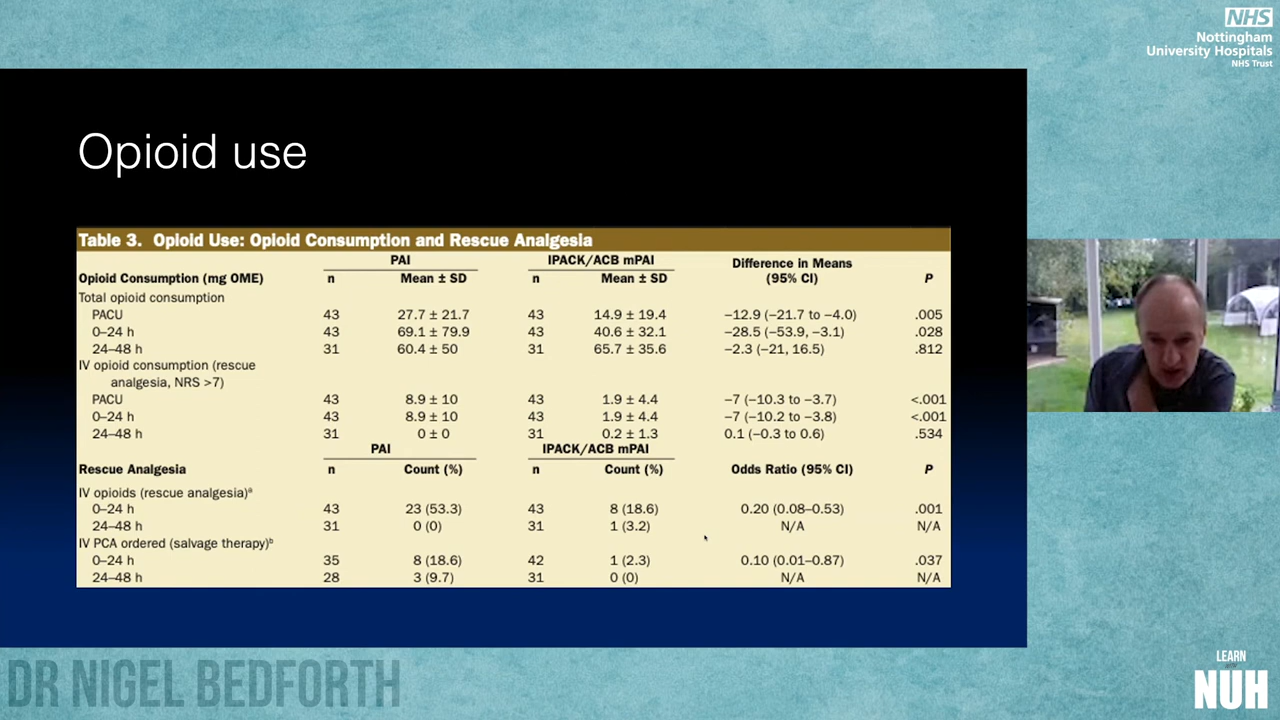 NHS
Nottingham
University Hospitals
NHS Trust
Opioid use
Table 3. Opioid Use: Opioid Consumption and Rescue Analgesia
PAI IPACK/ACB mPAI Difference in Means
Opioid Consumption (mg OME) n Mean ± SD n Mean ± SD (95% CI) P
Total opioid consumption
PACU 43 27.7 ± 21.7 43 14.9 ± 19.4 −12.9 (−21.7 to −4.0) .005
0–24 h 43 69.1 ± 79.9 43 40.6 ± 32.1 −28.5 (−53.9, −3.1) .028
24–48 h 31 60.4 ± 50 31 65.7 ± 35.6 −2.3 (−21, 16.5) .812
IV opioid consumption (rescue
analgesia, NRS >7)
PACU 43 8.9 ± 10 43 1.9 ± 4.4 −7 (−10.3 to −3.7) <.001
0–24 h 43 8.9 ± 10 43 1.9 ± 4.4 −7 (−10.2 to −3.8) <.001
24–48 h 31 0 ± 0 31 0.2 ± 1.3 0.1 (−0.3 to 0.6) .534
PAI IPACK/ACB mPAI
Rescue Analgesia n Count (%) n Count (%) Odds Ratio (95% CI) P
IV opioids (rescue analgesia)ᵃ
0–24 h 43 23 (53.3) 43 8 (18.6) 0.20 (0.08–0.53) .001
24–48 h 31 0 (0) 31 1 (3.2) N/A N/A
IV PCA ordered (salvage therapy)ᵇ
0–24 h 35 8 (18.6) 42 1 (2.3) 0.10 (0.01–0.87) .037
24–48 h 28 3 (9.7) 31 0 (0) N/A N/A
DR NIGEL BEDFORTH
LEARN
NUH